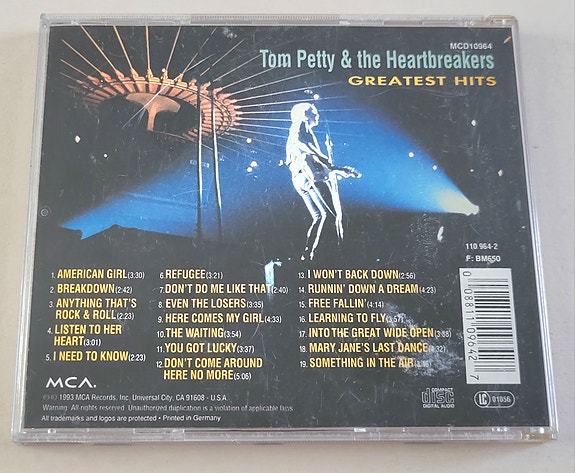 MCD10964
Tom Petty & the Heartbreakers
GREATEST HITS
110 964-2
F: BM650
1. AMERICAN GIRL (3:30)
2. BREAKDOWN (2:42)
3. ANYTHING THAT'S
ROCK & ROLL (2:23)
4. LISTEN TO HER
HEART (3:01)
5. I NEED TO KNOW (2:23)
6. REFUGEE (3:21)
7. DON'T DO ME LIKE THAT (2:40)
8. EVEN THE LOSERS (3:35)
9. HERE COMES MY GIRL (4:33)
10. THE WAITING (3:54)
11. YOU GOT LUCKY (3:37)
12. DON'T COME AROUND
HERE NO MORE (5:06)
13. I WON'T BACK DOWN (2:56)
14. RUNNIN' DOWN A DREAM (4:23)
15. FREE FALLIN' (4:14)
16. LEARNING TO FLY
17. INTO THE GREAT WIDE OPEN
18. MARY JANE'S LAST DANCE
19. SOMETHING IN THE AIR
0 08811 09642 7
MCA.
1993 MCA Records, Inc. Universal City, CA 91608 - U.S.A.
Warning: All rights reserved. Unauthorized duplication is a violation of applicable laws.
All trademarks and logos are protected • Printed in Germany
COMPACT
disc
DIGITAL AUDIO
LC 01056